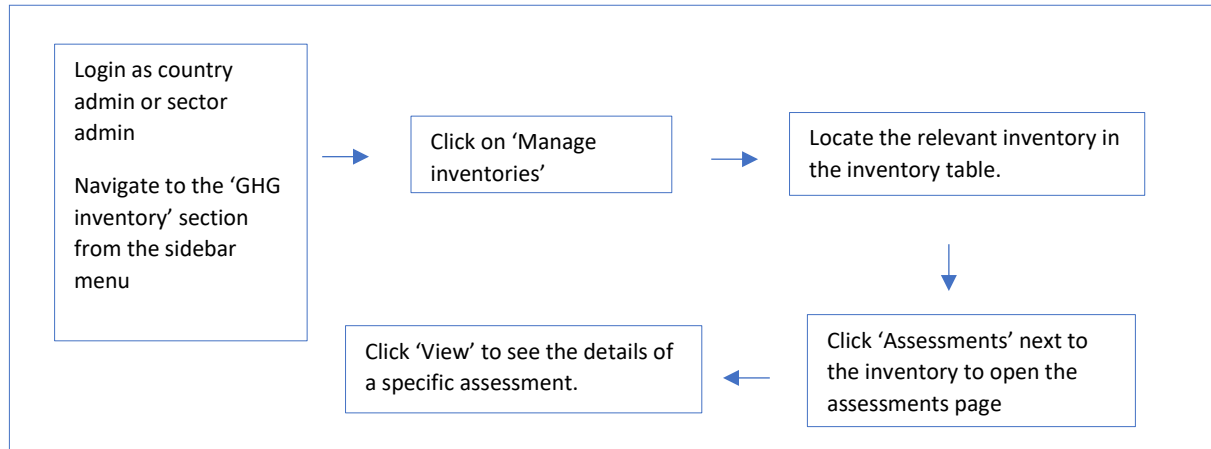 Login as country
admin or sector
admin
Navigate to the ‘GHG
inventory’ section
from the sidebar
menu
Click on ‘Manage
inventories’
Locate the relevant inventory in
the inventory table.
Click ‘Assessments’ next to
the inventory to open the
assessments page
Click ‘View’ to see the details of
a specific assessment.